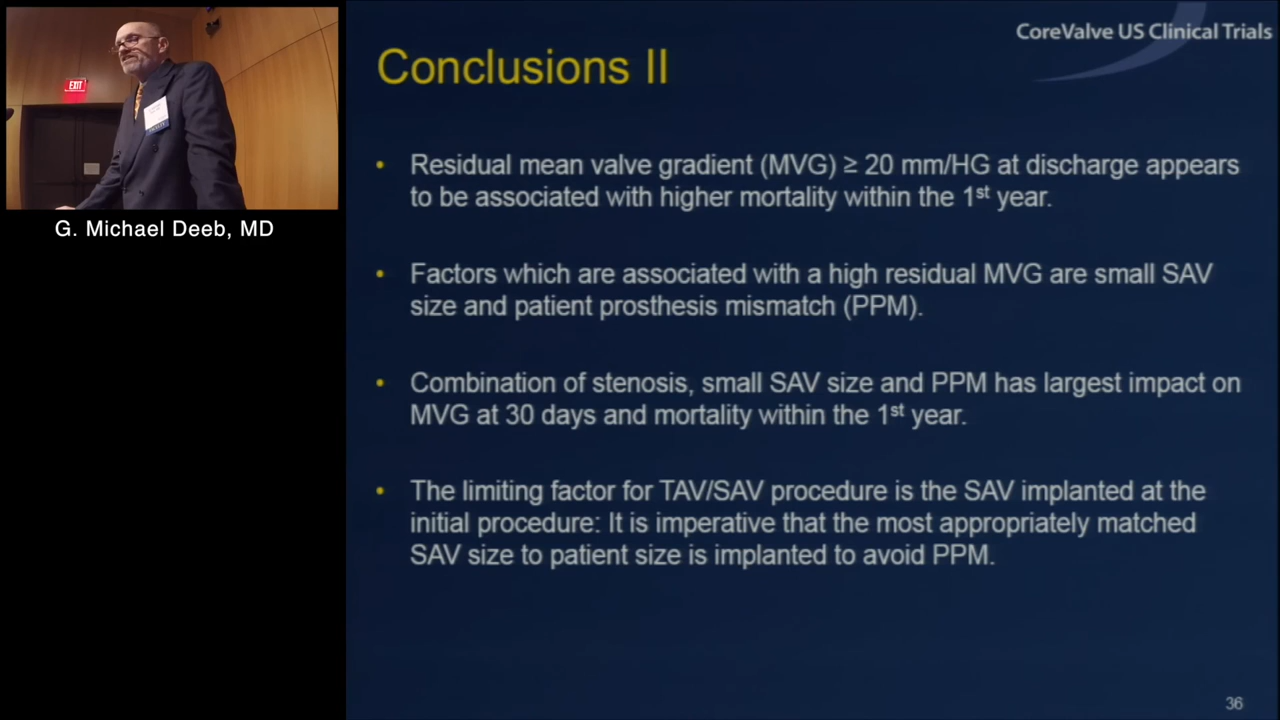 EXIT
G. Michael Deeb, MD
CoreValve US Clinical Trials
Conclusions II
• Residual mean valve gradient (MVG) ≥ 20 mm/HG at discharge appears
to be associated with higher mortality within the 1st year.
• Factors which are associated with a high residual MVG are small SAV
size and patient prosthesis mismatch (PPM).
• Combination of stenosis, small SAV size and PPM has largest impact on
MVG at 30 days and mortality within the 1st year.
• The limiting factor for TAV/SAV procedure is the SAV implanted at the
initial procedure: It is imperative that the most appropriately matched
SAV size to patient size is implanted to avoid PPM.
36